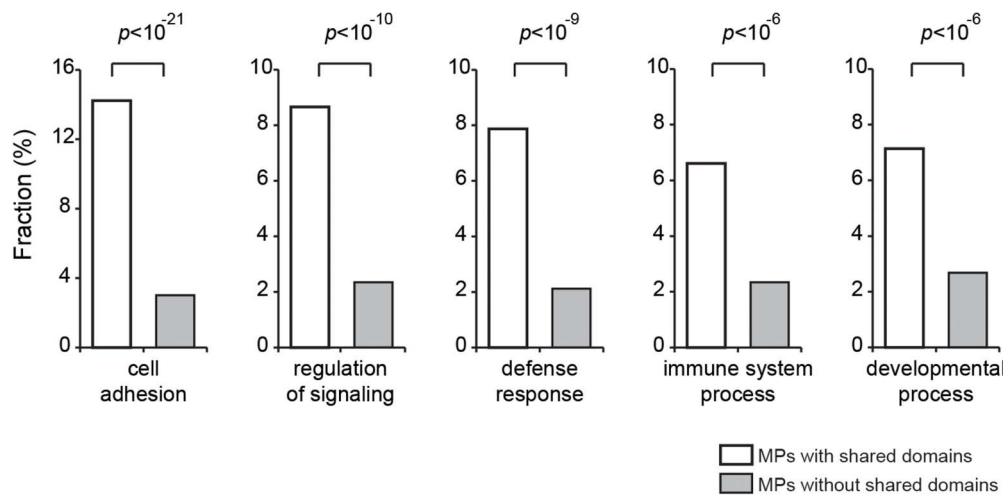 p<10^-21 p<10^-10 p<10^-9 p<10^-6 p<10^-6
Fraction (%)
16 10 10 10 10
12 8 8 8 8
8 6 6 6 6
4 4 4 4 4
0 2 2 2 2
0 0 0 0
cell adhesion
regulation of signaling
defense response
immune system process
developmental process
MPs with shared domains
MPs without shared domains